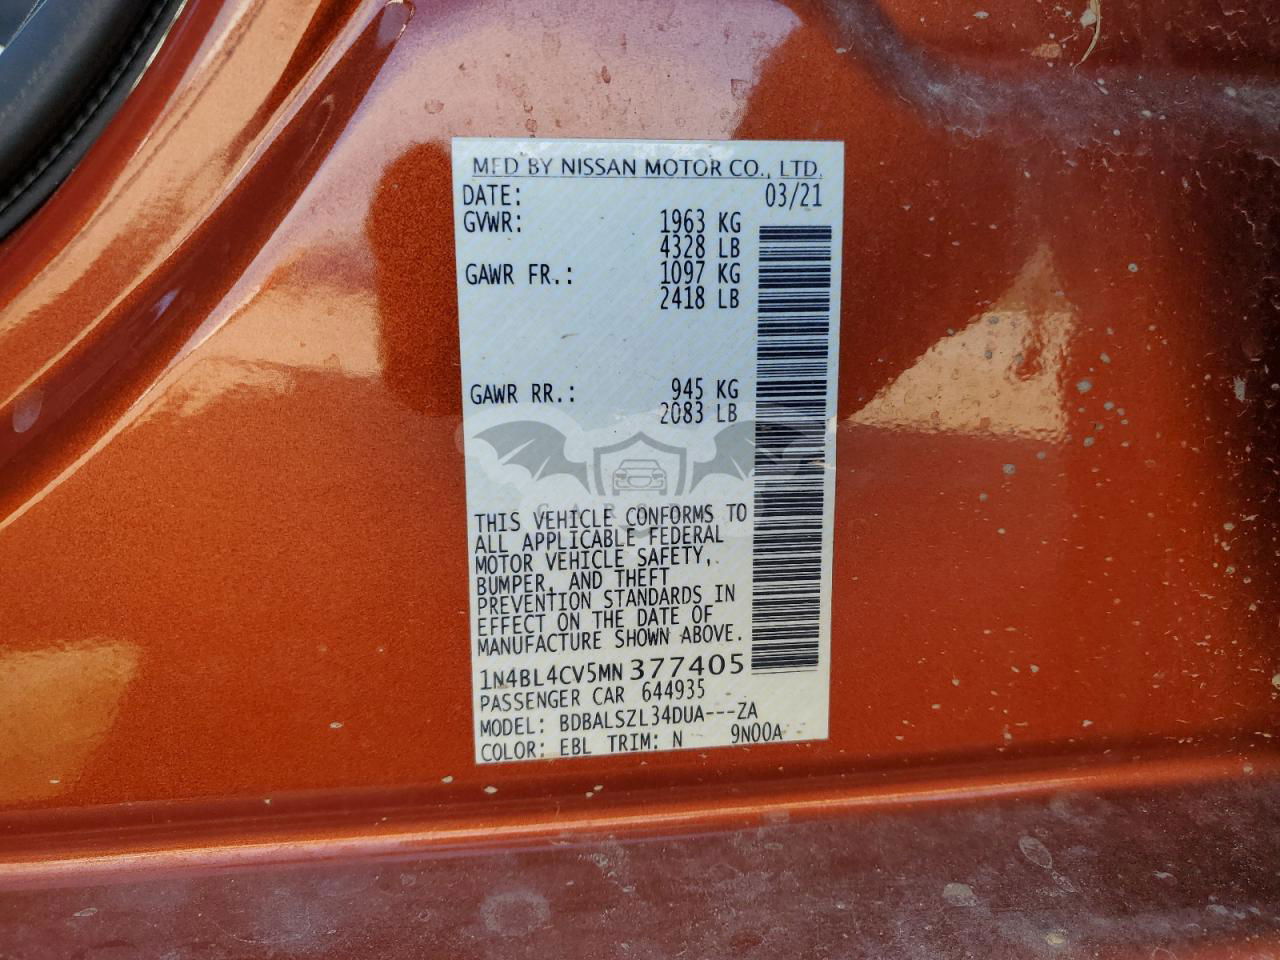 MFD BY NISSAN MOTOR CO., LTD.
DATE: 03/21
GVWR: 1963 KG
4328 LB
GAWR FR.: 1097 KG
2418 LB
GAWR RR.: 945 KG
2083 LB
THIS VEHICLE CONFORMS TO
ALL APPLICABLE FEDERAL
MOTOR VEHICLE SAFETY,
BUMPER, AND THEFT
PREVENTION STANDARDS IN
EFFECT ON THE DATE OF
MANUFACTURE SHOWN ABOVE.
1N4BL4CV5MN 377405
PASSENGER CAR 644935
MODEL: BDBALSZL34DUA---ZA
COLOR: EBL TRIM: N 9N00A